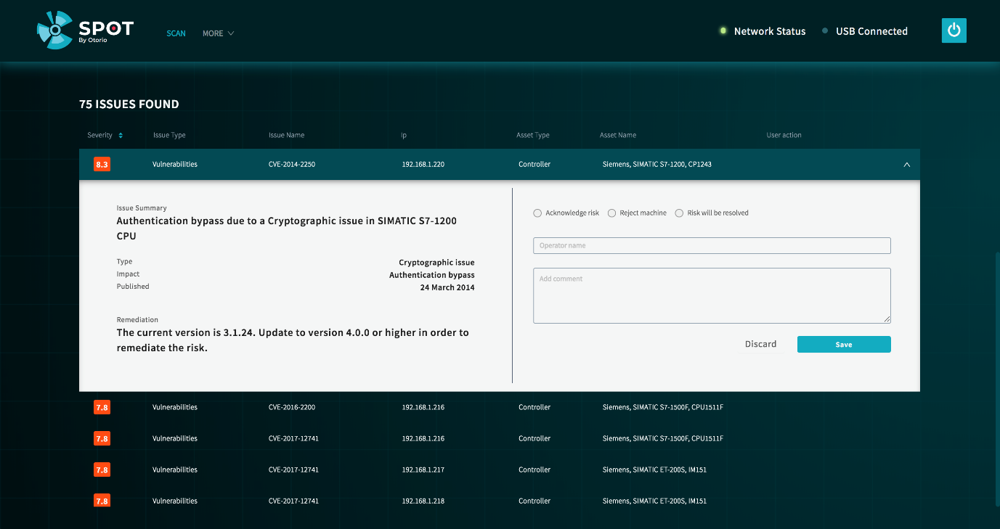 SPOT
By Otorio
SCAN
MORE
Network Status
USB Connected
75 ISSUES FOUND
Severity Issue Type Issue Name Ip Asset Type Asset Name User action
8.3 Vulnerabilities CVE-2014-2250 192.168.1.220 Controller Siemens, SIMATIC S7-1200, CP1243
Issue Summary
Authentication bypass due to a Cryptographic issue in SIMATIC S7-1200
CPU
Type Cryptographic issue
Impact Authentication bypass
Published 24 March 2014
Remediation
The current version is 3.1.24. Update to version 4.0.0 or higher in order to
remediate the risk.
Acknowledge risk Reject machine Risk will be resolved
Operator name
Add comment
Discard Save
7.8 Vulnerabilities CVE-2016-2200 192.168.1.216 Controller Siemens, SIMATIC S7-1500F, CPU1511F
7.8 Vulnerabilities CVE-2017-12741 192.168.1.216 Controller Siemens, SIMATIC S7-1500F, CPU1511F
7.8 Vulnerabilities CVE-2017-12741 192.168.1.217 Controller Siemens, SIMATIC ET-200S, IM151
7.8 Vulnerabilities CVE-2017-12741 192.168.1.218 Controller Siemens, SIMATIC ET-200S, IM151